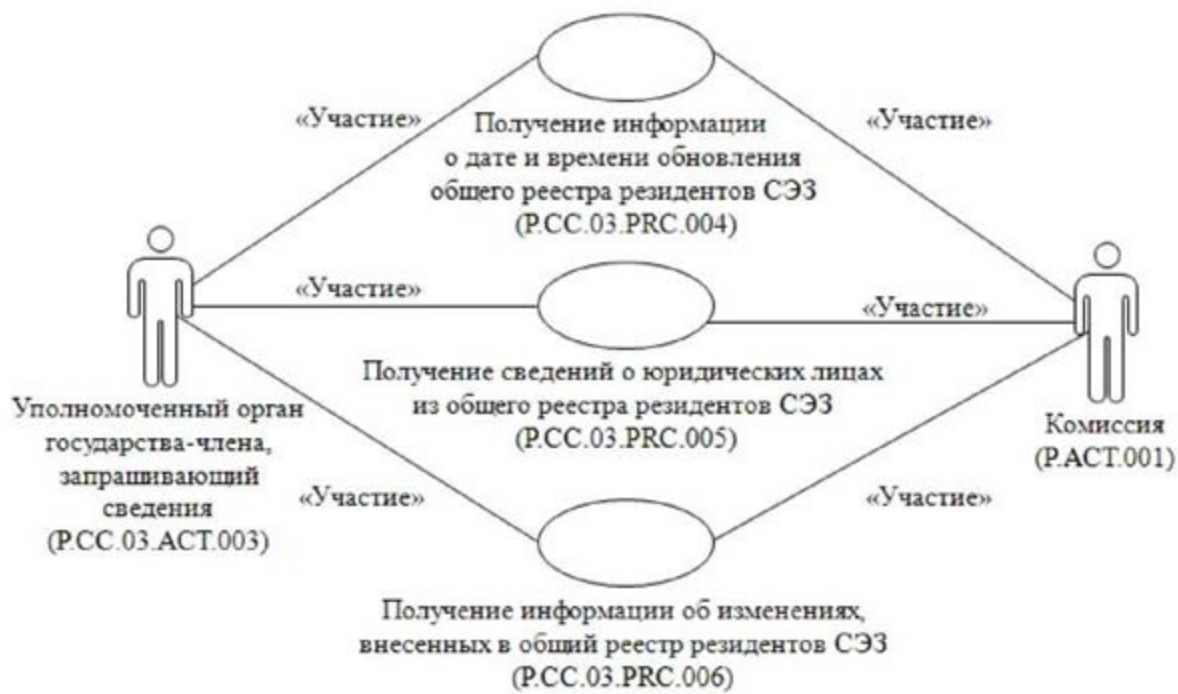 «Участие»
«Участие»
Получение информации
о дате и времени обновления
общего реестра резидентов СЭЗ
(P.CC.03.PRC.004)
«Участие»
«Участие»
Получение сведений о юридических лицах
из общего реестра резидентов СЭЗ
(P.CC.03.PRC.005)
Уполномоченный орган
государства-члена,
запрашивающий
сведения
(P.CC.03.ACT.003)
Комиссия
(P.ACT.001)
«Участие»
«Участие»
Получение информации об изменениях,
внесенных в общий реестр резидентов СЭЗ
(P.CC.03.PRC.006)